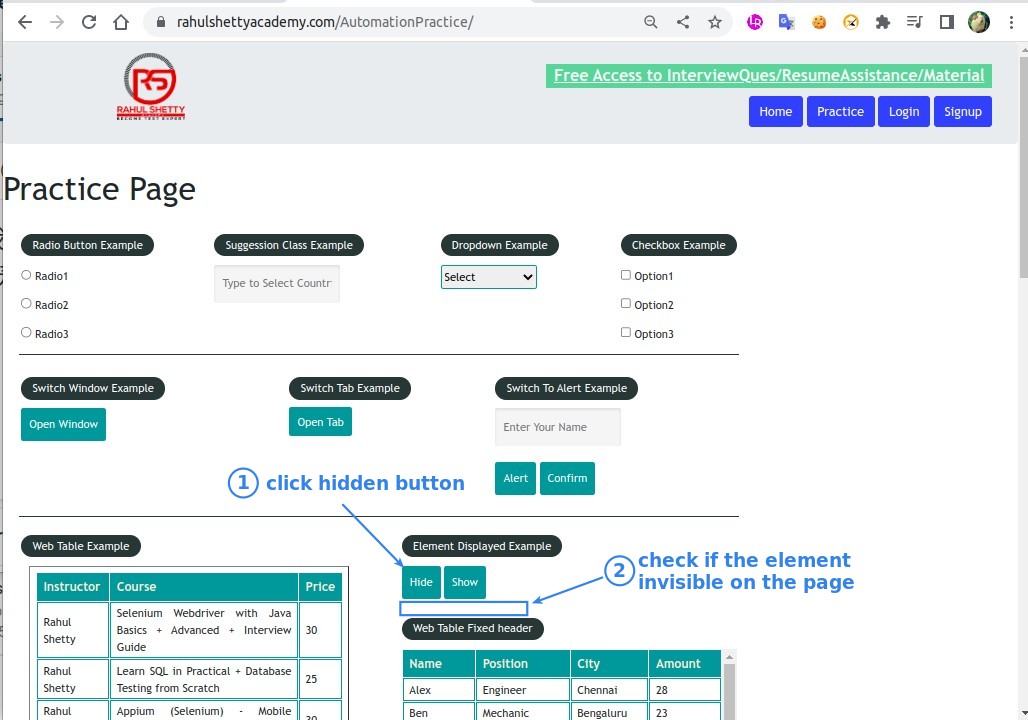 rahulshettyacademy.com/AutomationPractice/
RS
RAHUL SHETTY
Free Access to InterviewQues/ResumeAssistance/Material
Home Practice Login Signup
Practice Page
Radio Button Example Suggession Class Example Dropdown Example Checkbox Example
Radio1 Type to Select Countr Select Option1
Radio2 Option2
Radio3 Option3
Switch Window Example Switch Tab Example Switch To Alert Example
Open Window Open Tab Enter Your Name
Alert Confirm
1 click hidden button
Web Table Example Element Displayed Example
Hide Show
2 check if the element
invisible on the page
Web Table Fixed header
Instructor Course Price
Rahul Shetty Selenium Webdriver with Java Basics + Advanced + Interview Guide 30
Rahul Shetty Learn SQL in Practical + Database Testing from Scratch 25
Rahul Appium (Selenium) - Mobile
Name Position City Amount
Alex Engineer Chennai 28
Ben Mechanic Bengaluru 23